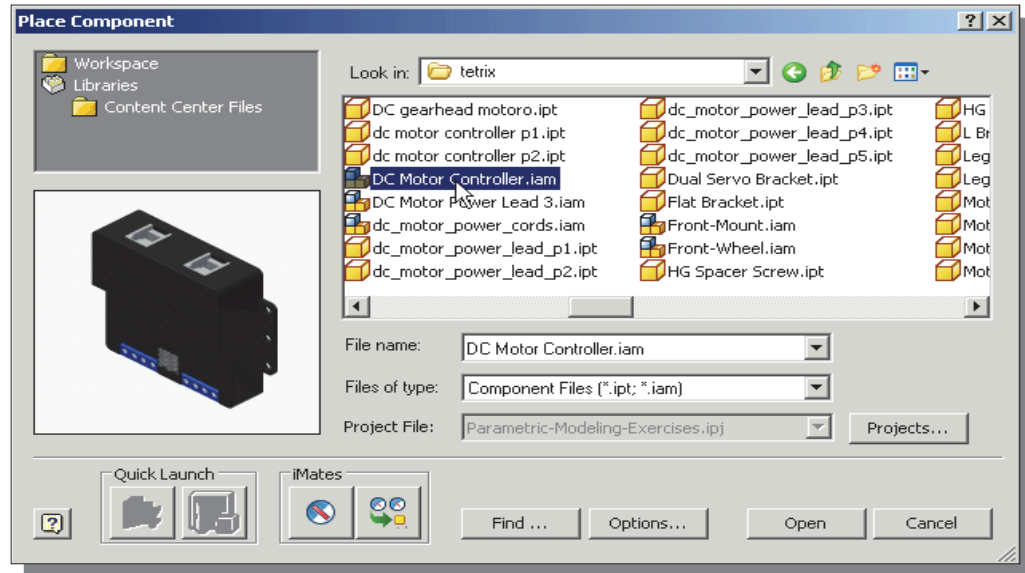 Place Component
Workspace
Libraries
Content Center Files
Look in: tetrix
DC gearhead motoro.ipt
dc motor controller p1.ipt
dc motor controller p2.ipt
DC Motor Controller.iam
DC Motor Power Lead 3.iam
dc_motor_power_cords.iam
dc_motor_power_lead_p1.ipt
dc_motor_power_lead_p2.ipt
dc_motor_power_lead_p3.ipt
dc_motor_power_lead_p4.ipt
dc_motor_power_lead_p5.ipt
Dual Servo Bracket.ipt
Flat Bracket.ipt
Front-Mount.iam
Front-Wheel.iam
HG Spacer Screw.ipt
HG
L Br
Leg
Leg
Mot
Mot
Mot
Mot
File name: DC Motor Controller.iam
Files of type: Component Files (*.ipt; *.iam)
Project File: Parametric-Modeling-Exercises.ipj Projects...
Quick Launch iMates
Find ... Options... Open Cancel